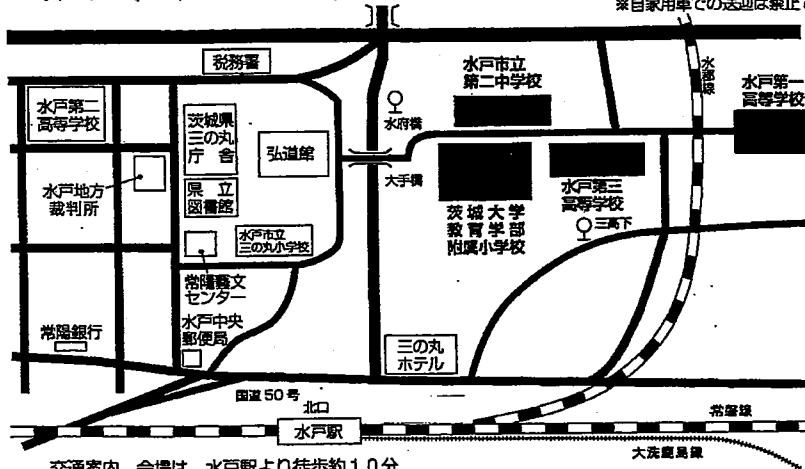 ※自家用車での送迎は禁止
税務署
水戸第二
高等学校
茨城県
三の丸
庁舎
弘道館
水府橋
水戸市立
第二中学校
水郡線
水戸第一
高等学校
大手橋
水戸地方
裁判所
県立
図書館
水戸市立
三の丸小学校
茨城大学
教育学部
附属小学校
水戸第三
高等学校
三高下
常陽藝文
センター
常陽銀行
水戸中央
郵便局
三の丸
ホテル
国道50号
北口
水戸駅
常磐線
大洗鹿島線
交通案内 会場は、水戸駅より徒歩約10分